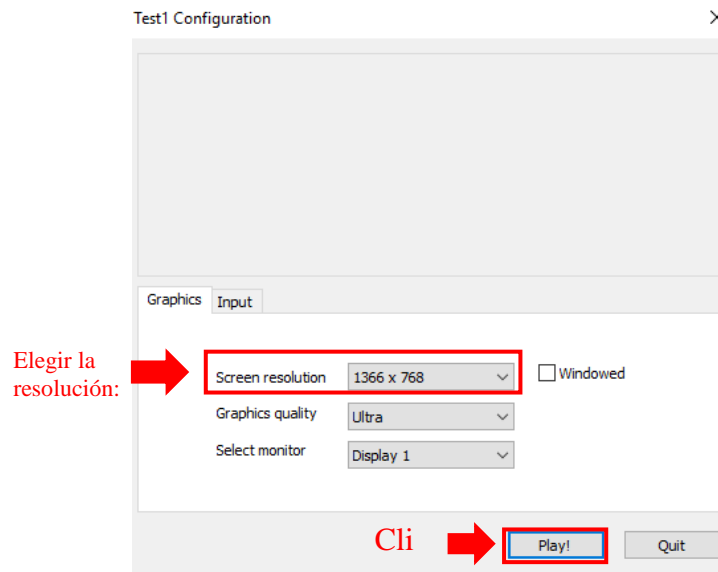 Test1 Configuration
Graphics Input
Elegir la
resolución:
Screen resolution 1366 x 768 Windowed
Graphics quality Ultra
Select monitor Display 1
Cli Play! Quit